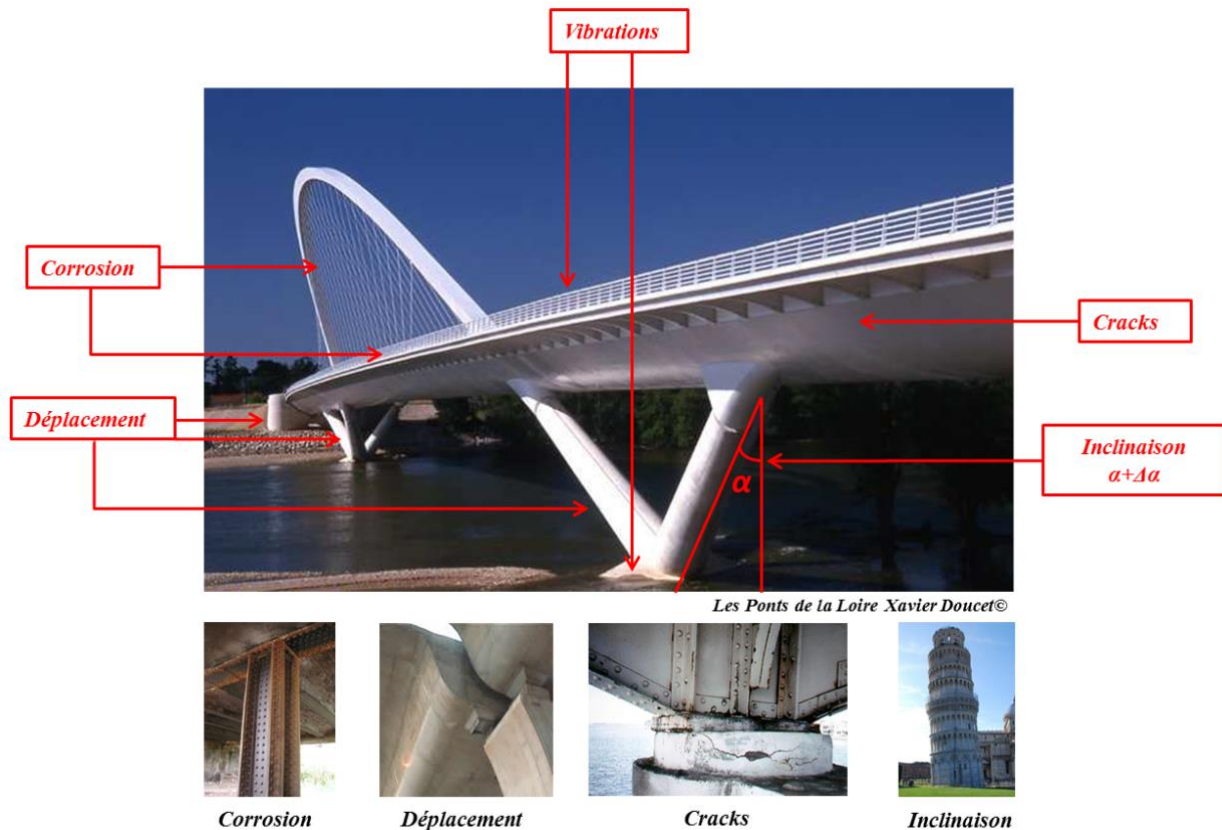 Vibrations
Corrosion
Cracks
Déplacement
Inclinaison
α+Δα
α
Les Ponts de la Loire Xavier Doucet©
Corrosion
Déplacement
Cracks
Inclinaison